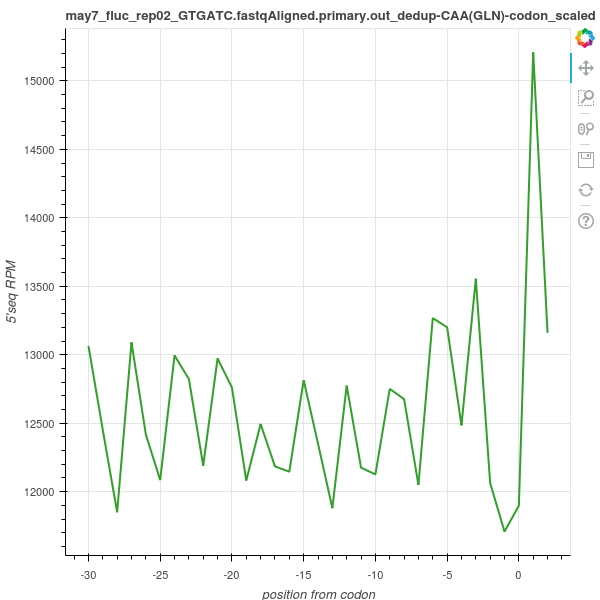 may7_fluc_rep02_GTGATC.fastqAligned.primary.out_dedup-CAA(GLN)-codon_scaled
15000
14500
14000
13500
13000
12500
12000
5'seq RPM
-30 -25 -20 -15 -10 -5 0
position from codon